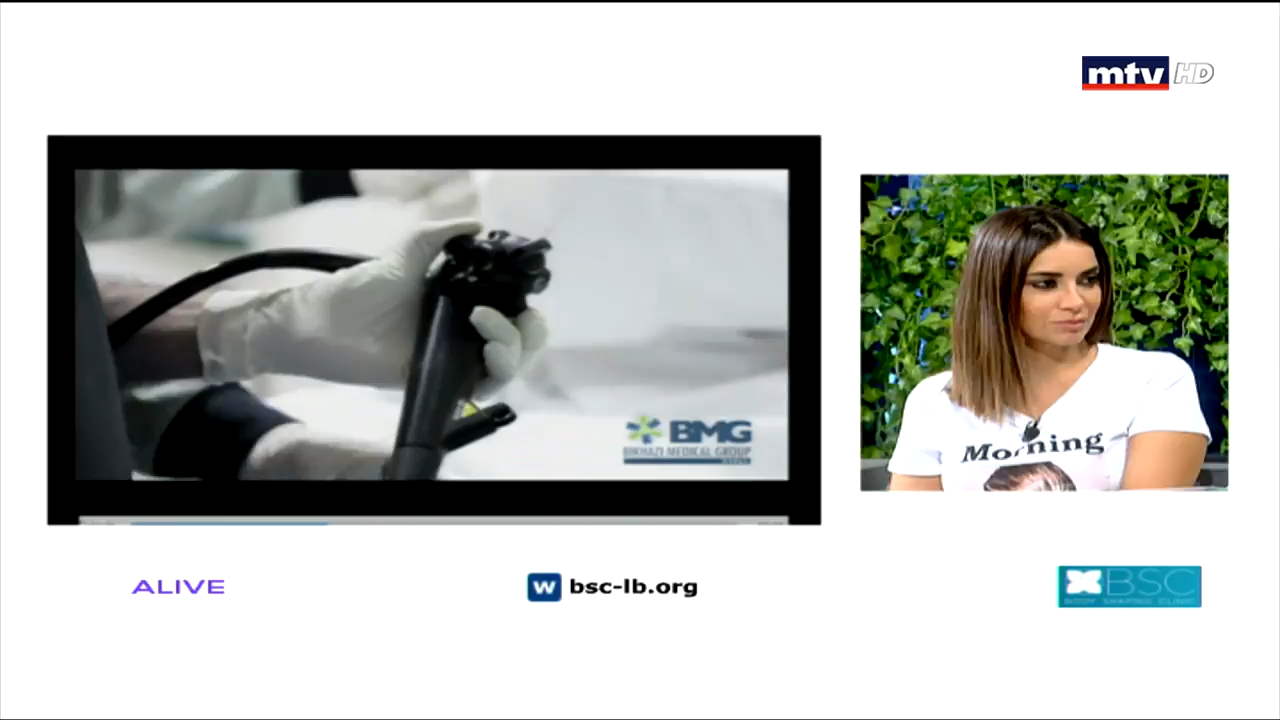 mtv HD
BMG
BIKHAZI MEDICAL GROUP
Morning
ALIVE
W bsc-lb.org
BSC
BODY SHAPING CLINIC